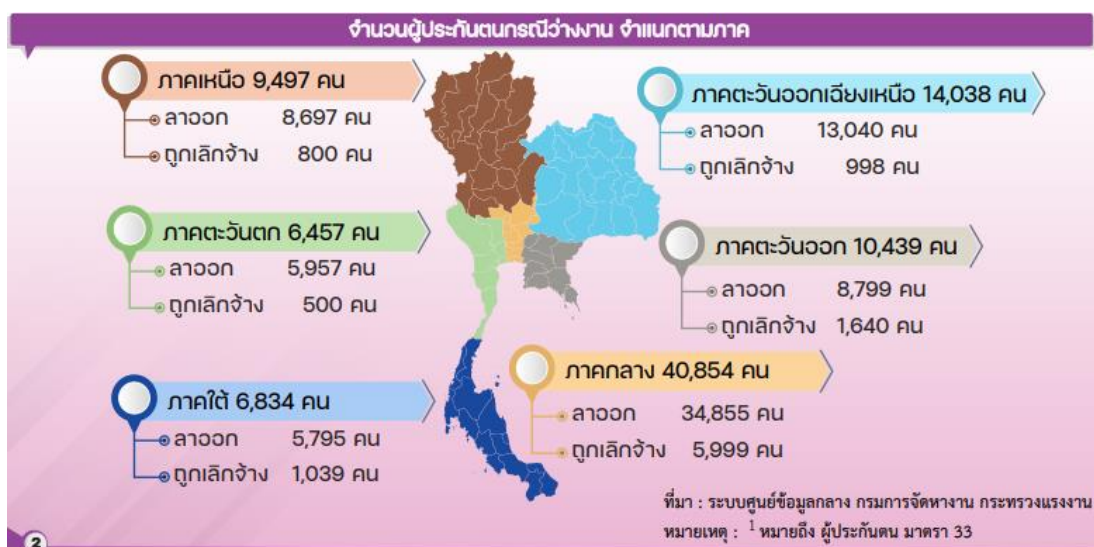 จำนวนผู้ประกันตนกรณีว่างงาน จำแนกตามภาค
ภาคเหนือ 9,497 คน
ลาออก 8,697 คน
ถูกเลิกจ้าง 800 คน
ภาคตะวันออกเฉียงเหนือ 14,038 คน
ลาออก 13,040 คน
ถูกเลิกจ้าง 998 คน
ภาคตะวันตก 6,457 คน
ลาออก 5,957 คน
ถูกเลิกจ้าง 500 คน
ภาคตะวันออก 10,439 คน
ลาออก 8,799 คน
ถูกเลิกจ้าง 1,640 คน
ภาคใต้ 6,834 คน
ลาออก 5,795 คน
ถูกเลิกจ้าง 1,039 คน
ภาคกลาง 40,854 คน
ลาออก 34,855 คน
ถูกเลิกจ้าง 5,999 คน
ที่มา : ระบบศูนย์ข้อมูลกลาง กรมการจัดหางาน กระทรวงแรงงาน
หมายเหตุ : 1 หมายถึง ผู้ประกันตน มาตรา 33
2